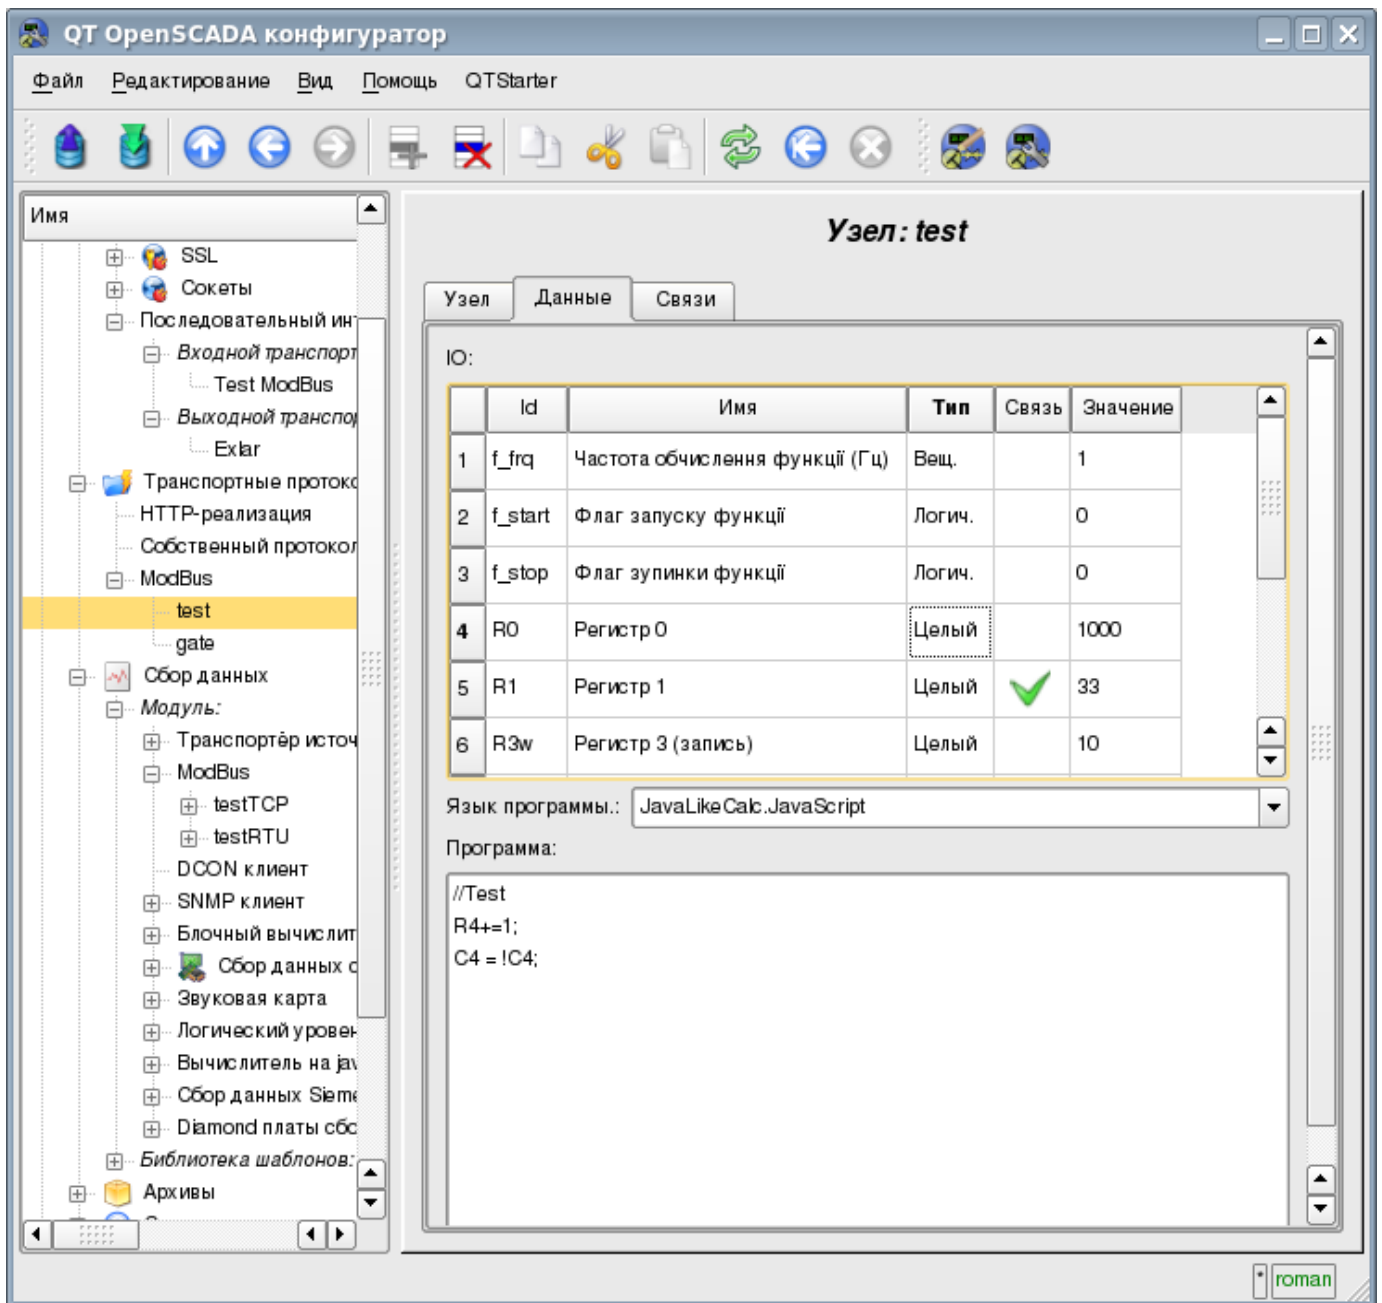 QT OpenSCADA конфигуратор
Файл Редактирование Вид Помощь QTStarter
Имя
SSL
Сокеты
Последовательный инт
Входной транспорт
Test ModBus
Выходной транспор
Exlar
Транспортные протоко
HTTP-реализация
Собственный протокол
ModBus
test
gate
Сбор данных
Модуль:
Транспортёр источ
ModBus
testTCP
testRTU
DCON клиент
SNMP клиент
Блочный вычислит
Сбор данных с
Звуковая карта
Логический уровен
Вычислитель на jav
Сбор данных Sieme
Diamond платы сбо
Библиотека шаблонов:
Архивы
Узел: test
Узел Данные Связи
IO:
Id Имя Тип Связь Значение
1 f_frq Частота обчислення функції (Гц) Вещ. 1
2 f_start Флаг запуску функції Логич. 0
3 f_stop Флаг зупинки функції Логич. 0
4 R0 Регистр 0 Целый 1000
5 R1 Регистр 1 Целый 33
6 R3w Регистр 3 (запись) Целый 10
Язык программы.: JavaLikeCalc.JavaScript
Программа:
//Test
R4+=1;
C4 = !C4;
* roman